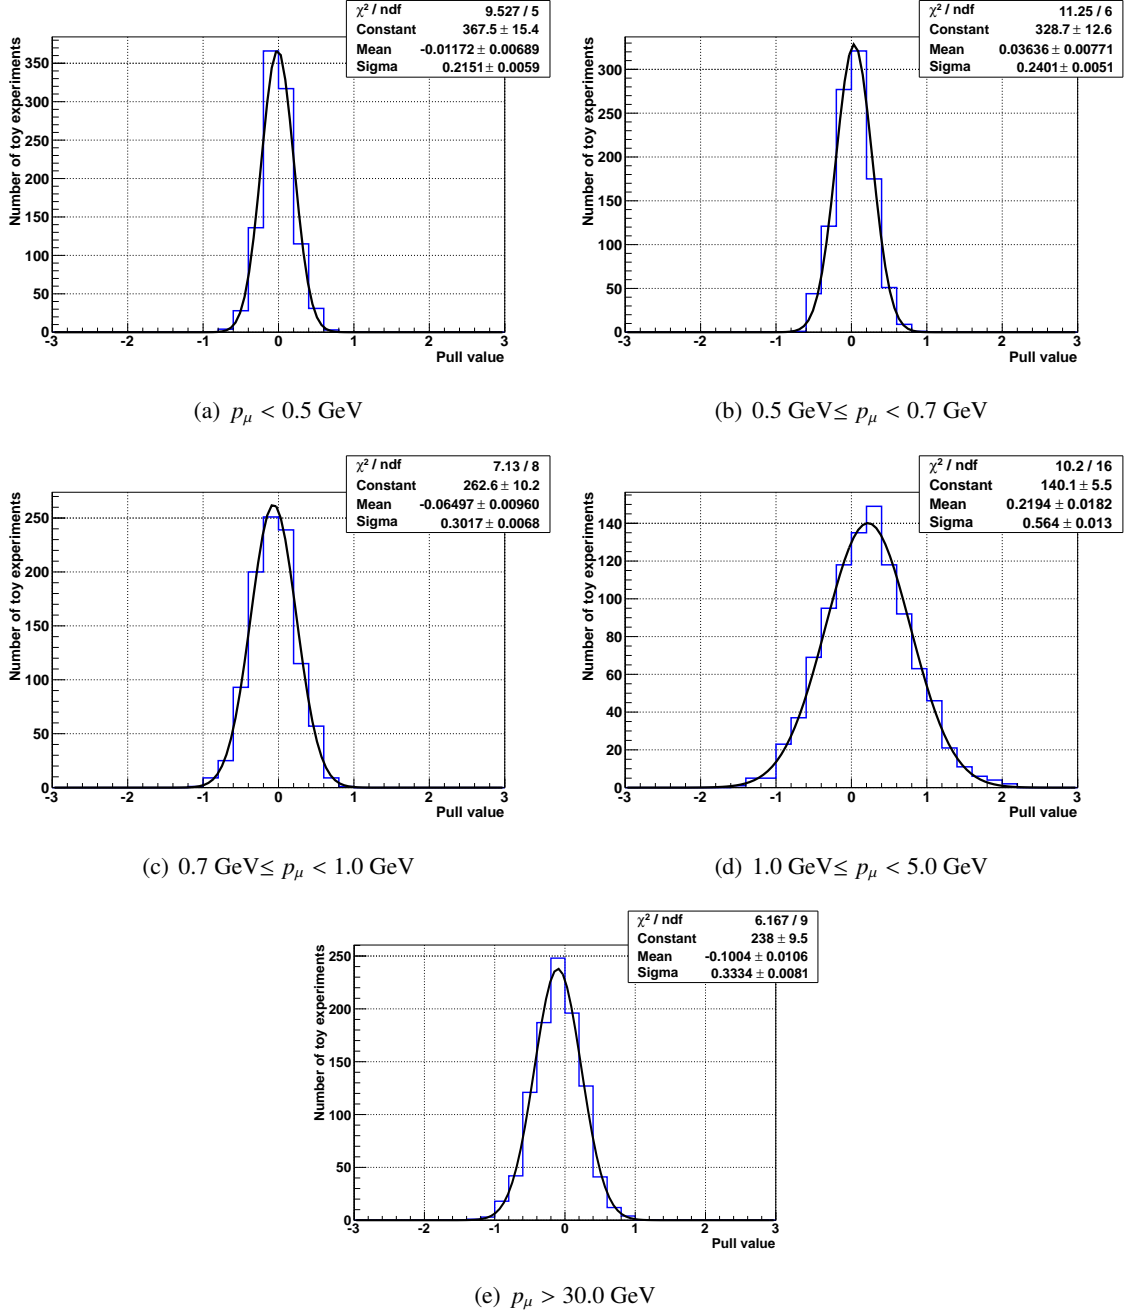 χ² / ndf 9.527 / 5
Constant 367.5 ± 15.4
Mean -0.01172 ± 0.00689
Sigma 0.2151 ± 0.0059
Number of toy experiments
350
300
250
200
150
100
50
0
-3 -2 -1 0 1 2 3
Pull value
(a) pμ < 0.5 GeV
χ² / ndf 11.25 / 6
Constant 328.7 ± 12.6
Mean 0.03636 ± 0.00771
Sigma 0.2401 ± 0.0051
Number of toy experiments
300
250
200
150
100
50
0
-3 -2 -1 0 1 2 3
Pull value
(b) 0.5 GeV≤ pμ < 0.7 GeV
χ² / ndf 7.13 / 8
Constant 262.6 ± 10.2
Mean -0.06497 ± 0.00960
Sigma 0.3017 ± 0.0068
Number of toy experiments
250
200
150
100
50
0
-3 -2 -1 0 1 2 3
Pull value
(c) 0.7 GeV≤ pμ < 1.0 GeV
χ² / ndf 10.2 / 16
Constant 140.1 ± 5.5
Mean 0.2194 ± 0.0182
Sigma 0.564 ± 0.013
Number of toy experiments
140
120
100
80
60
40
20
0
-3 -2 -1 0 1 2 3
Pull value
(d) 1.0 GeV≤ pμ < 5.0 GeV
χ² / ndf 6.167 / 9
Constant 238 ± 9.5
Mean -0.1004 ± 0.0106
Sigma 0.3334 ± 0.0081
Number of toy experiments
250
200
150
100
50
0
-3 -2 -1 0 1 2 3
Pull value
(e) pμ > 30.0 GeV